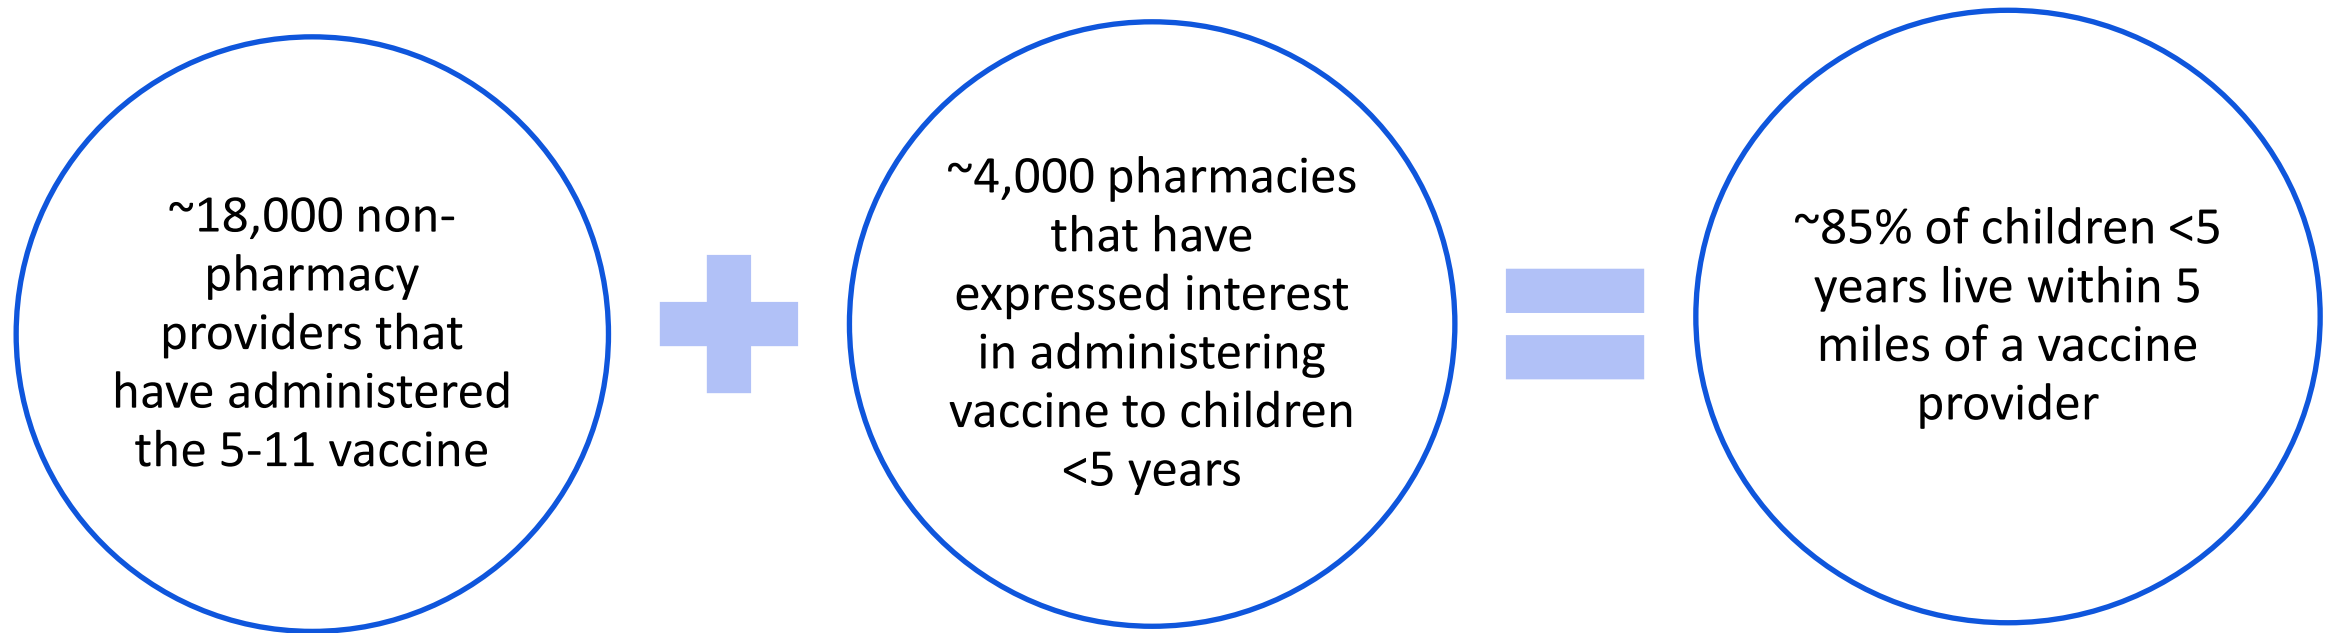 ~18,000 non-
pharmacy
providers that
have administered
the 5-11 vaccine
~4,000 pharmacies
that have
expressed interest
in administering
vaccine to children
<5 years
~85% of children <5
years live within 5
miles of a vaccine
provider